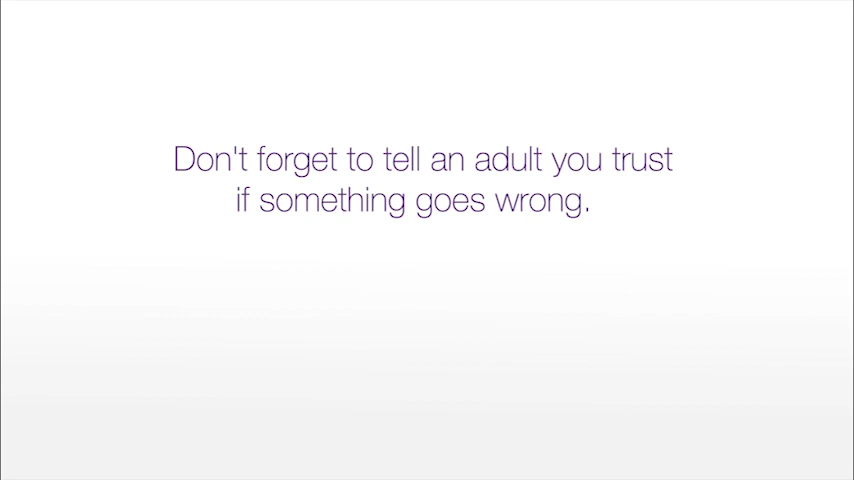 Don't forget to tell an adult you trust
if something goes wrong.